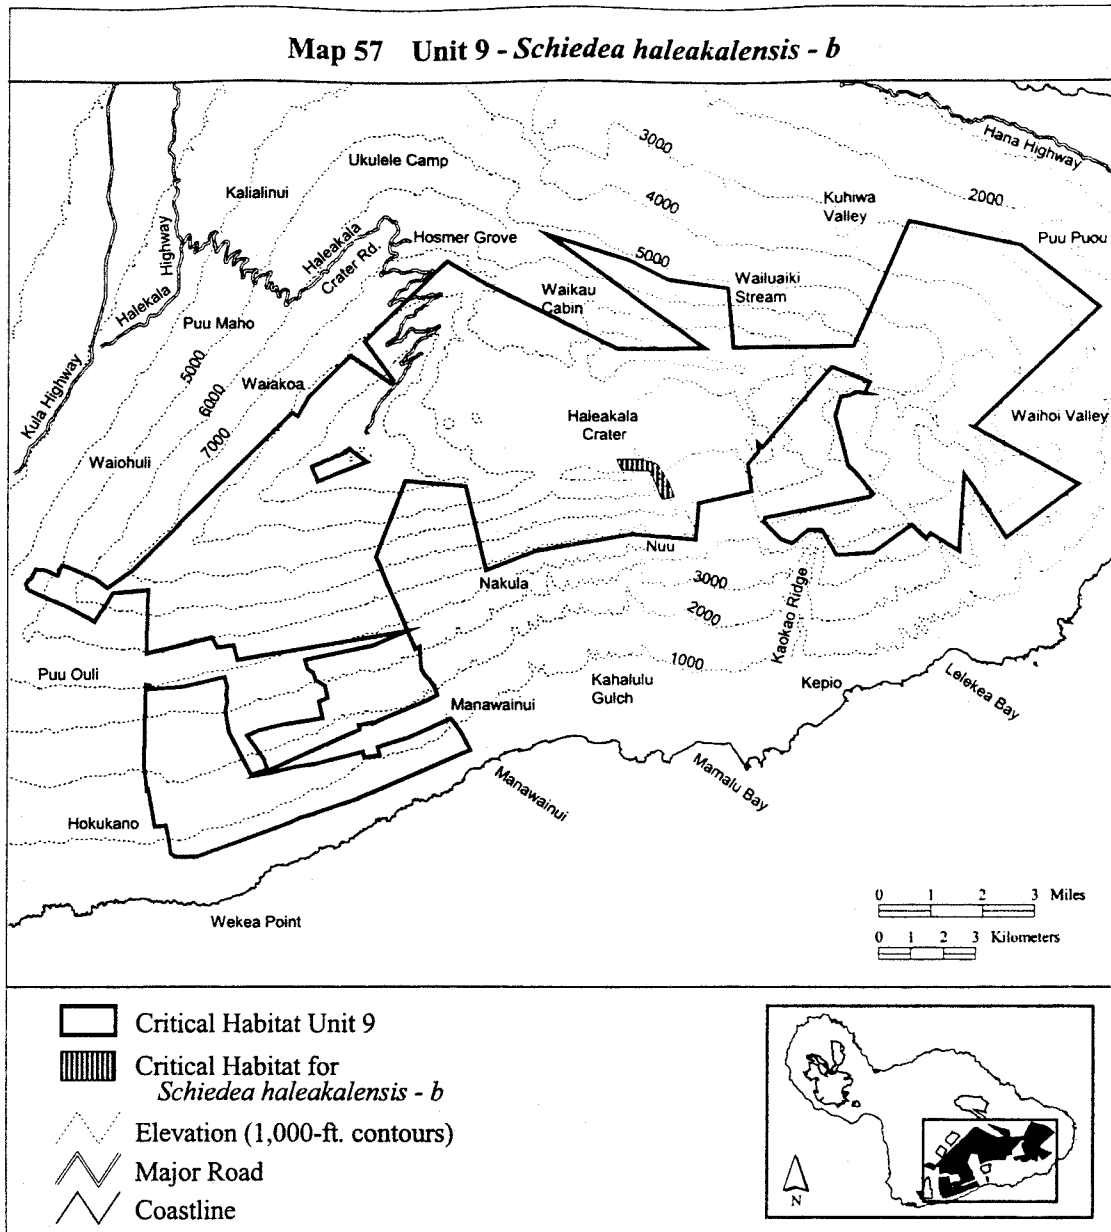 Map 57 Unit 9 - Schiedea haleakalensis - b
Hana Highway
3000
Ukulele Camp
2000
Kalialinui
4000
Kuhiwa
Valley
Haleakala
Crater Rd.
Hosmer Grove
Puu Puou
5000
Halekala
Highway
Waikau
Cabin
Wailuaiki
Stream
Puu Maho
5000
6000
7000
Waiakoa
Kula Highway
Haleakala
Crater
Waihoi Valley
Waiohuli
Nuu
Nakula
3000
2000
1000
Kaokao Ridge
Puu Ouli
Kahalulu
Gulch
Kepio
Lelekea Bay
Manawainui
Mamalu Bay
Manawainui
Hokukano
Wekea Point
0 1 2 3 Miles
0 1 2 3 Kilometers
Critical Habitat Unit 9
Critical Habitat for
Schiedea haleakalensis - b
Elevation (1,000-ft. contours)
Major Road
Coastline
N